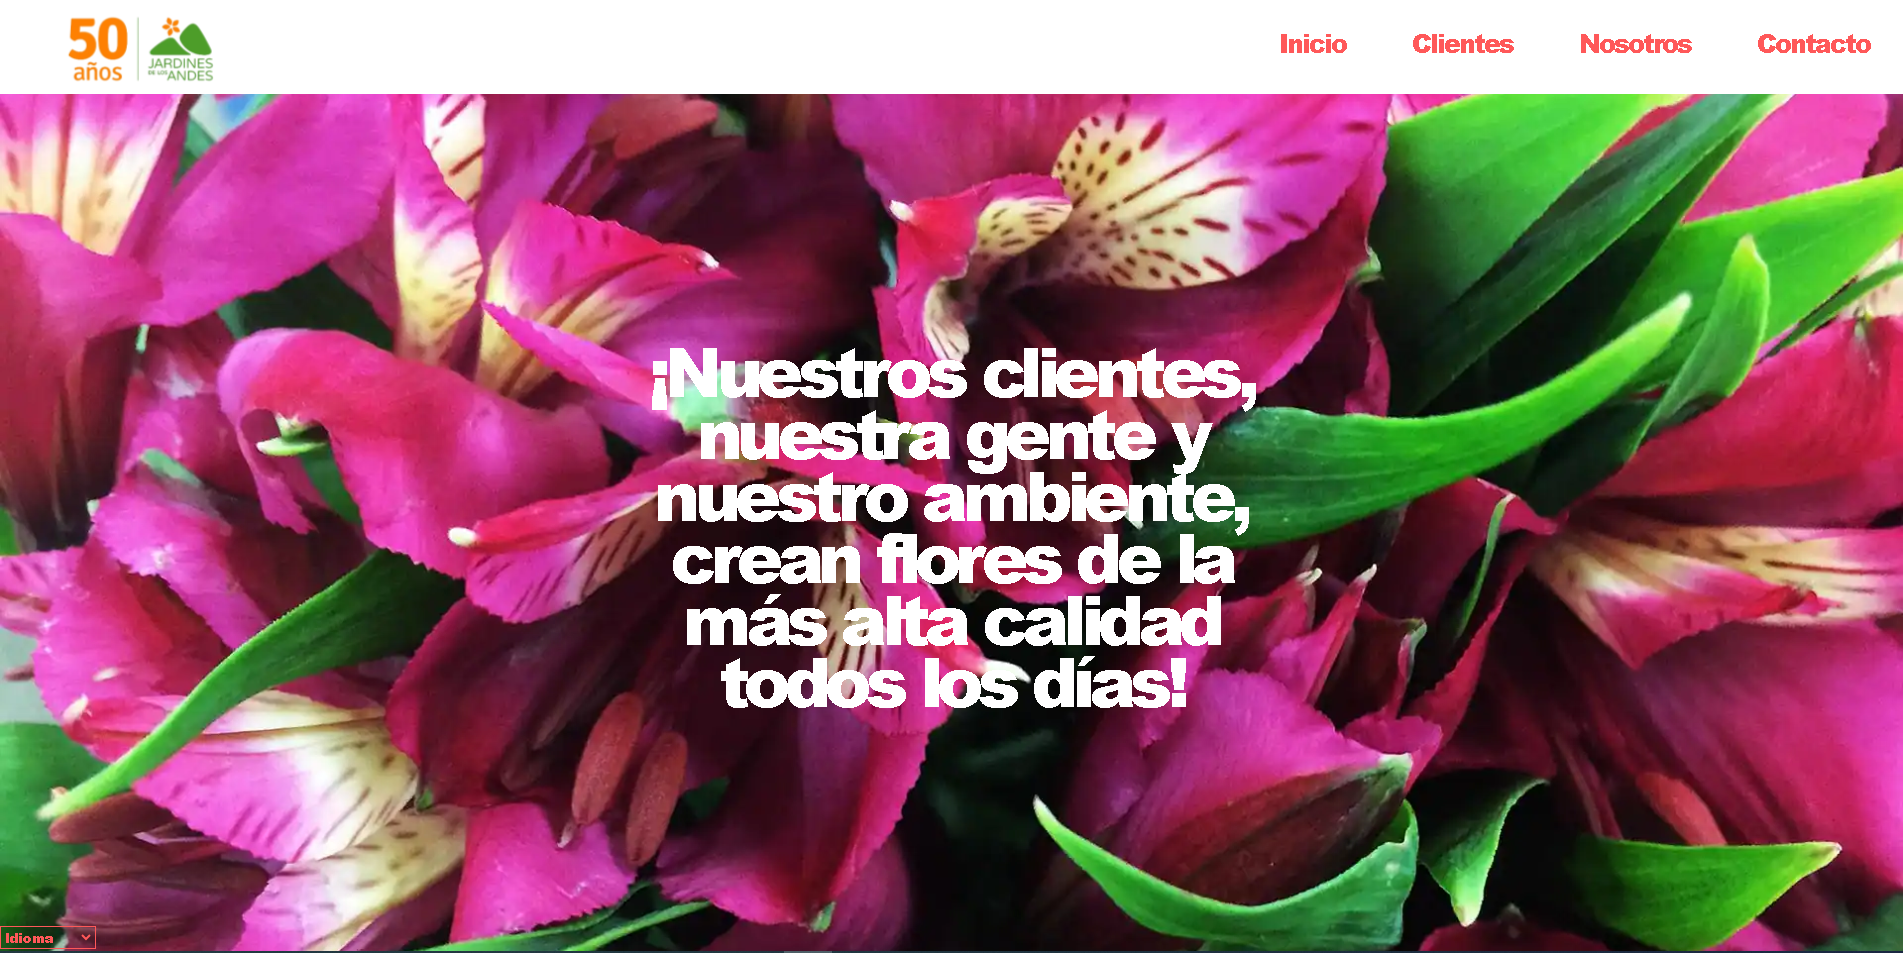 50
años
JARDINES
DE LOS ANDES
Inicio
Clientes
Nosotros
Contacto
¡Nuestros clientes,
nuestra gente y
nuestro ambiente,
crean flores de la
más alta calidad
todos los días!
Idioma